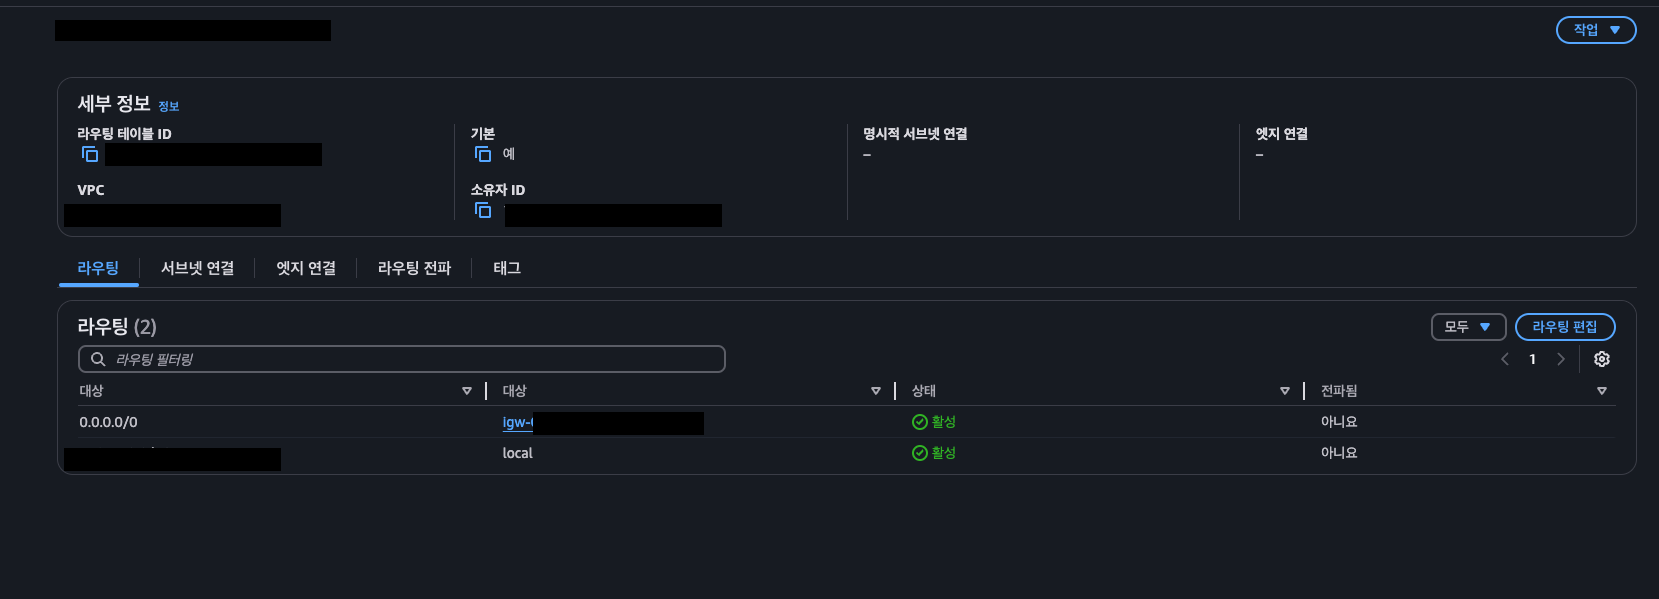 작업
세부 정보 정보
라우팅 테이블 ID
기본
예
명시적 서브넷 연결
–
엣지 연결
–
VPC
소유자 ID
라우팅 서브넷 연결 엣지 연결 라우팅 전파 태그
라우팅 (2)
모두 라우팅 편집
라우팅 필터링
1
대상 대상 상태 전파됨
0.0.0.0/0 igw- 활성 아니요
local 활성 아니요